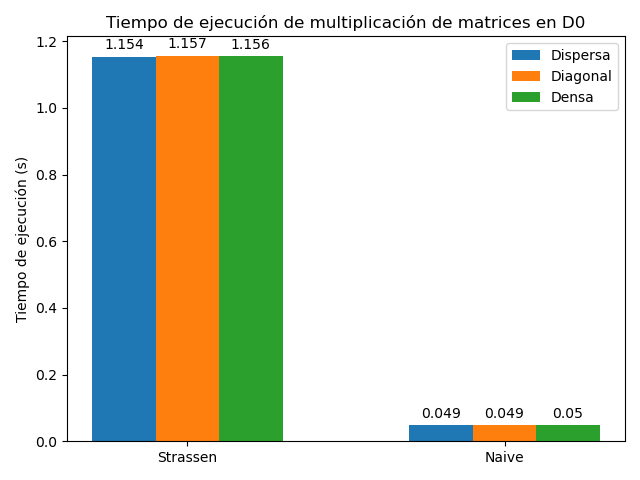 Tiempo de ejecución de multiplicación de matrices en D0
Tiempo de ejecución (s)
1.2
1.0
0.8
0.6
0.4
0.2
0.0
1.154
1.157
1.156
0.049
0.049
0.05
Dispersa
Diagonal
Densa
Strassen
Naive